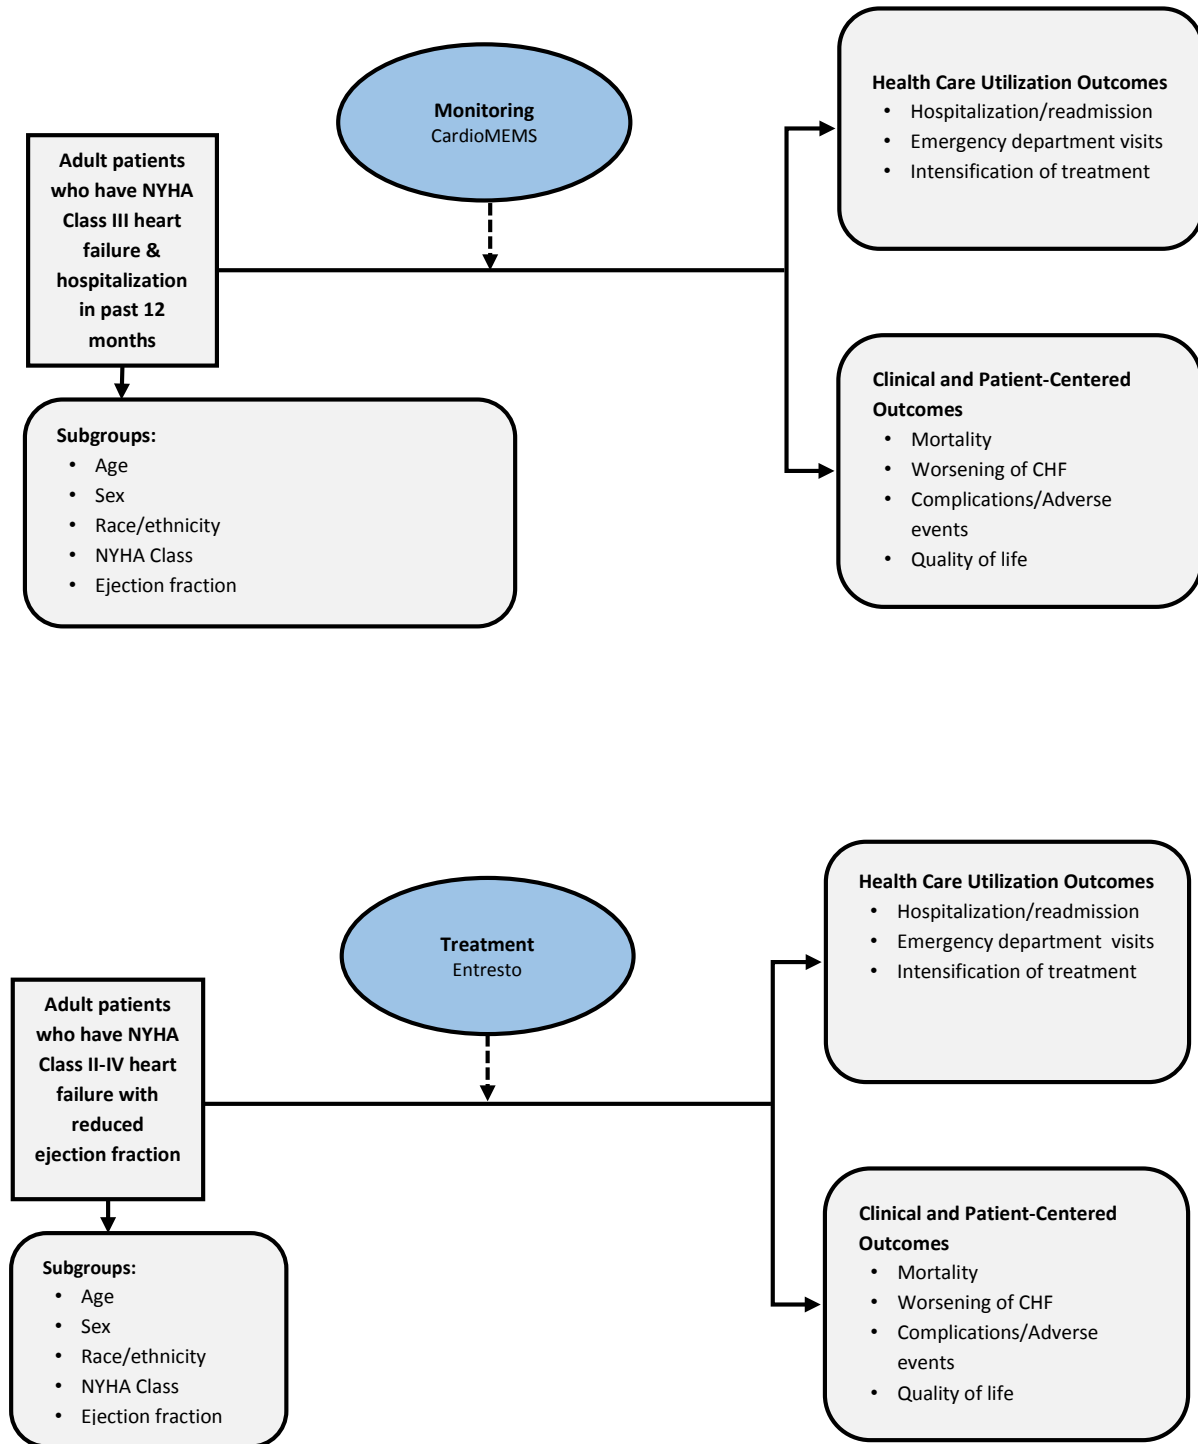 Monitoring
CardioMEMS
Adult patients
who have NYHA
Class III heart
failure &
hospitalization
in past 12
months
Health Care Utilization Outcomes
• Hospitalization/readmission
• Emergency department visits
• Intensification of treatment
Clinical and Patient-Centered
Outcomes
• Mortality
• Worsening of CHF
• Complications/Adverse
events
• Quality of life
Subgroups:
• Age
• Sex
• Race/ethnicity
• NYHA Class
• Ejection fraction
Treatment
Entresto
Adult patients
who have NYHA
Class II-IV heart
failure with
reduced
ejection fraction
Health Care Utilization Outcomes
• Hospitalization/readmission
• Emergency department visits
• Intensification of treatment
Clinical and Patient-Centered
Outcomes
• Mortality
• Worsening of CHF
• Complications/Adverse
events
• Quality of life
Subgroups:
• Age
• Sex
• Race/ethnicity
• NYHA Class
• Ejection fraction